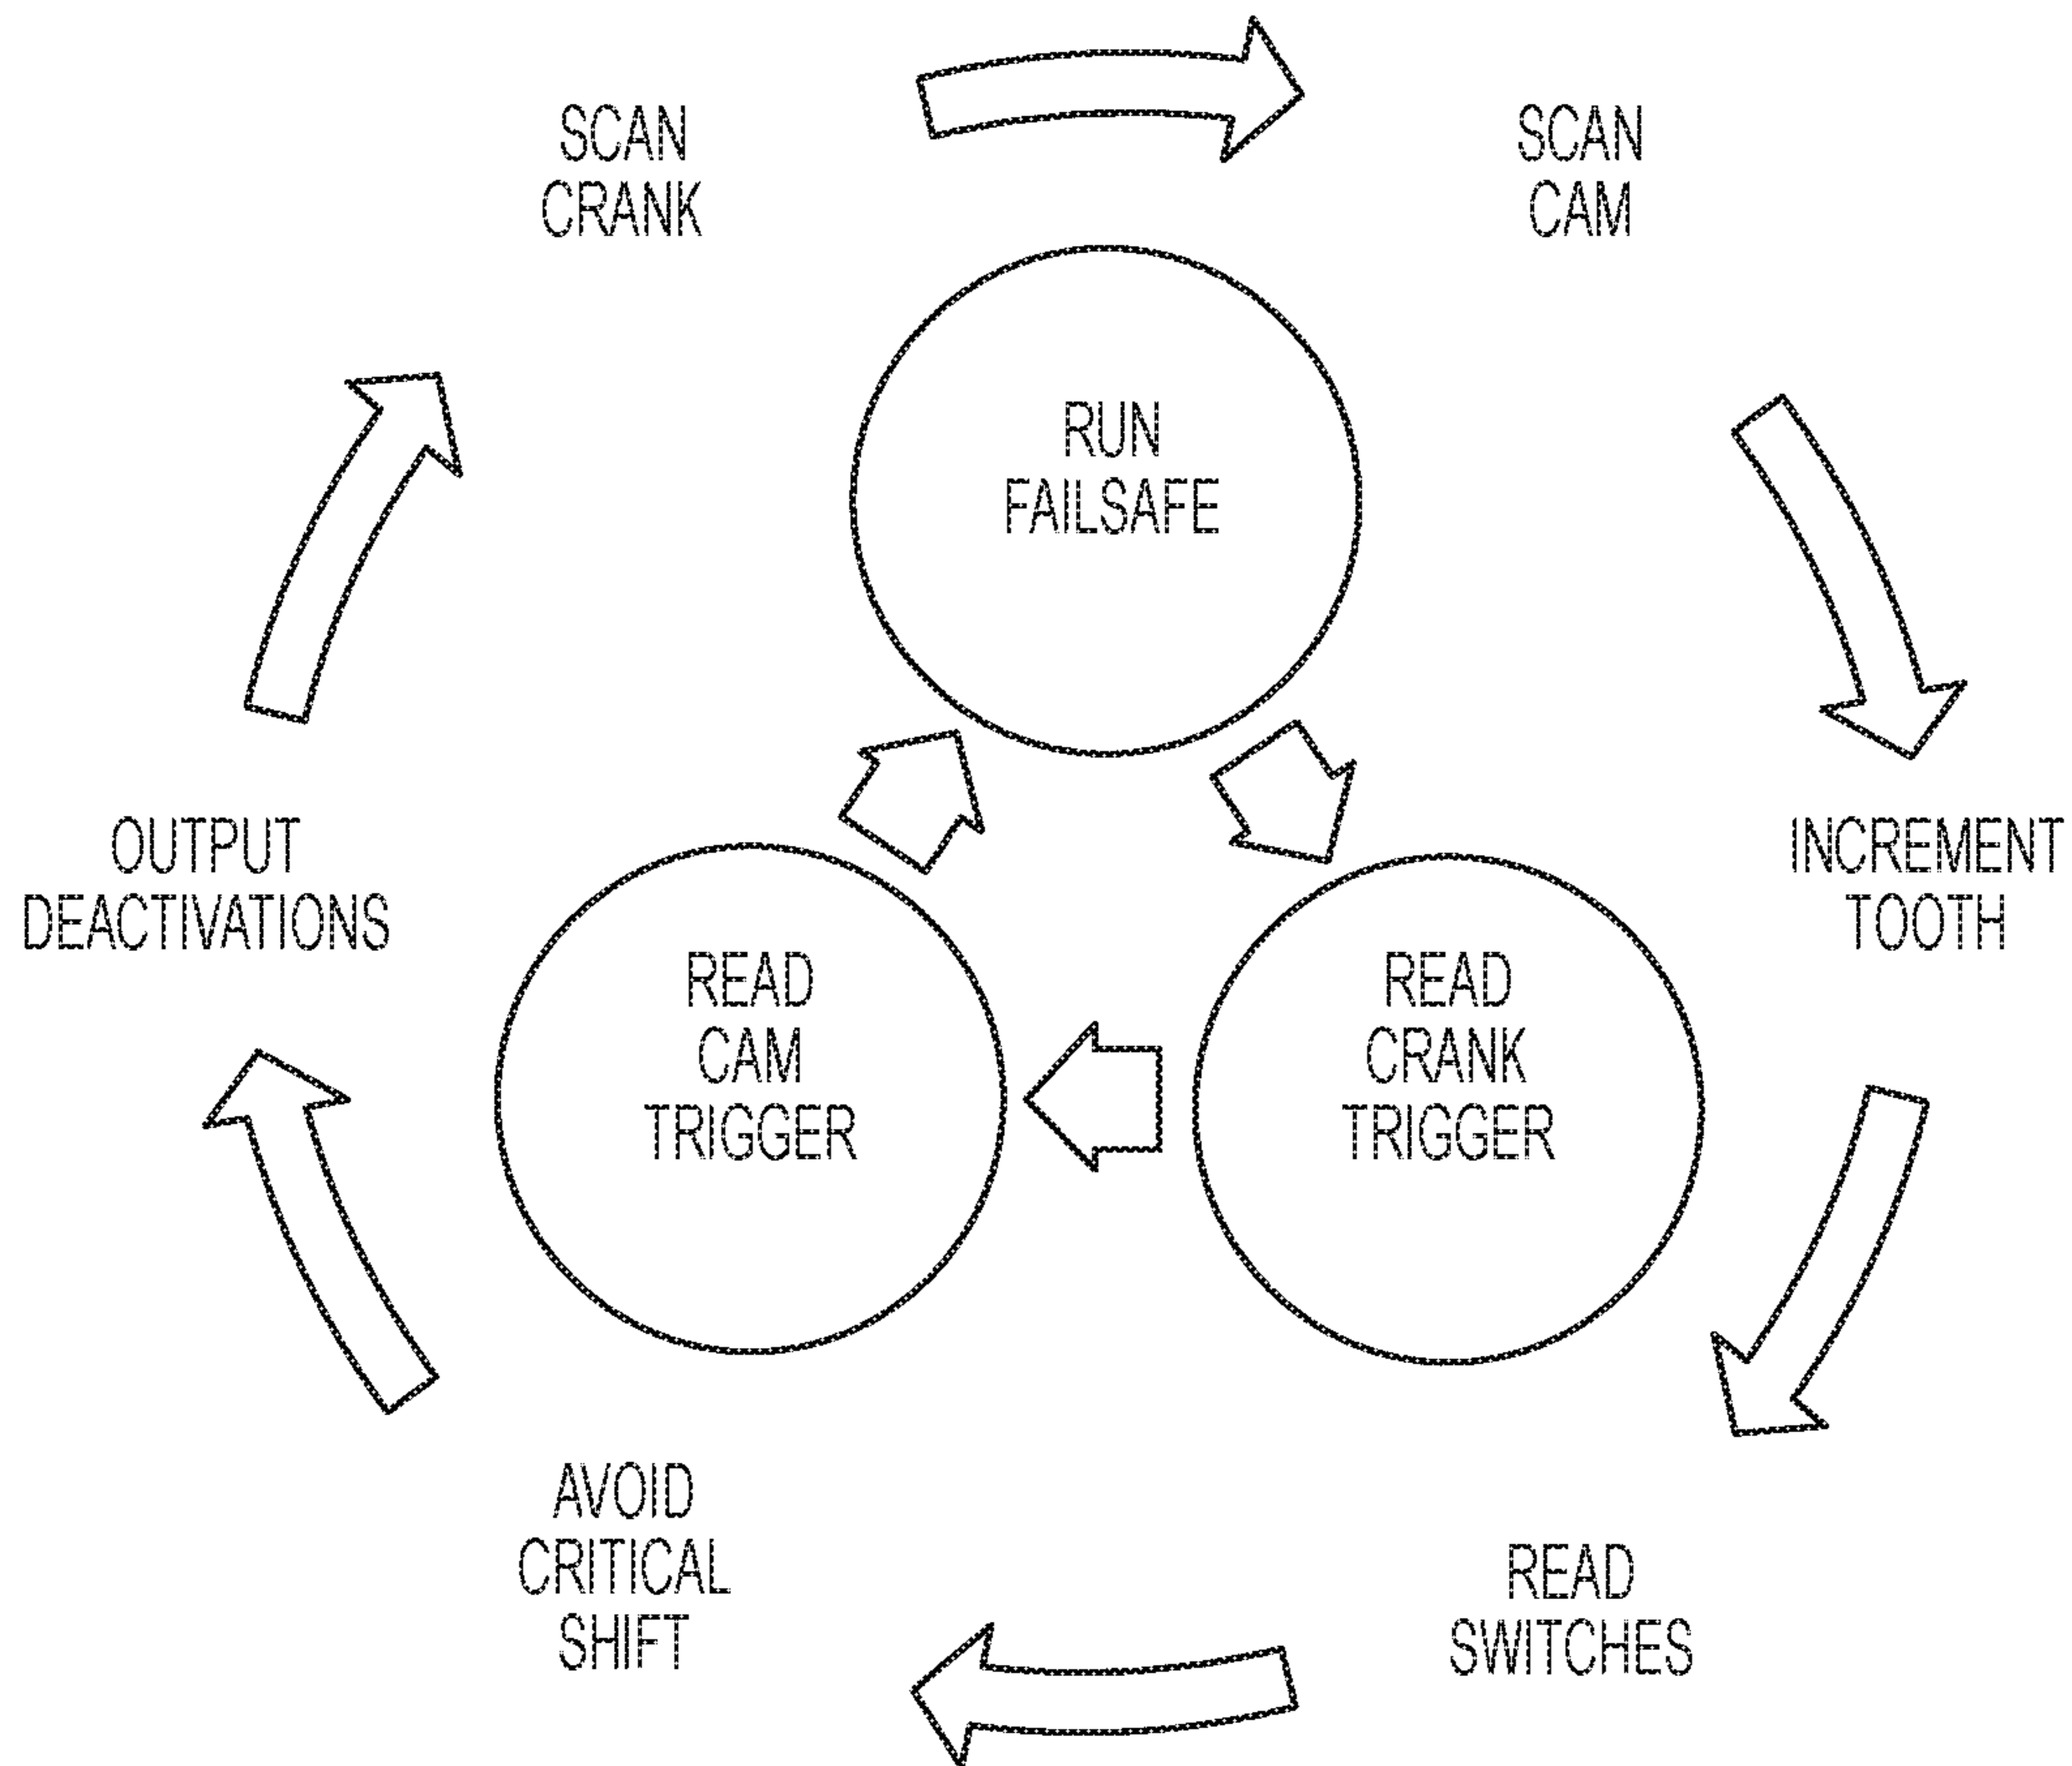 SCAN
CRANK
SCAN
CAM
RUN
FAILSAFE
OUTPUT
DEACTIVATIONS
INCREMENT
TOOTH
READ
CAM
TRIGGER
READ
CRANK
TRIGGER
AVOID
CRITICAL
SHIFT
READ
SWITCHES